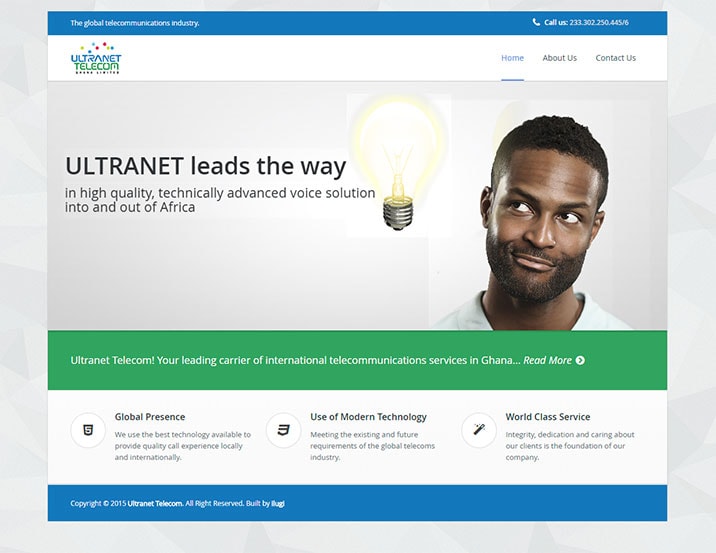 The global telecommunications industry.
Call us: 233.302.250.445/6
ULTRANET
TELECOM
GHANA LIMITED
Home
About Us
Contact Us
ULTRANET leads the way
in high quality, technically advanced voice solution
into and out of Africa
Ultranet Telecom! Your leading carrier of international telecommunications services in Ghana... Read More
Global Presence
We use the best technology available to
provide quality call experience locally
and internationally.
Use of Modern Technology
Meeting the existing and future
requirements of the global telecoms
industry.
World Class Service
Integrity, dedication and caring about
our clients is the foundation of our
company.
Copyright © 2015 Ultranet Telecom. All Right Reserved. Built by Ilugi